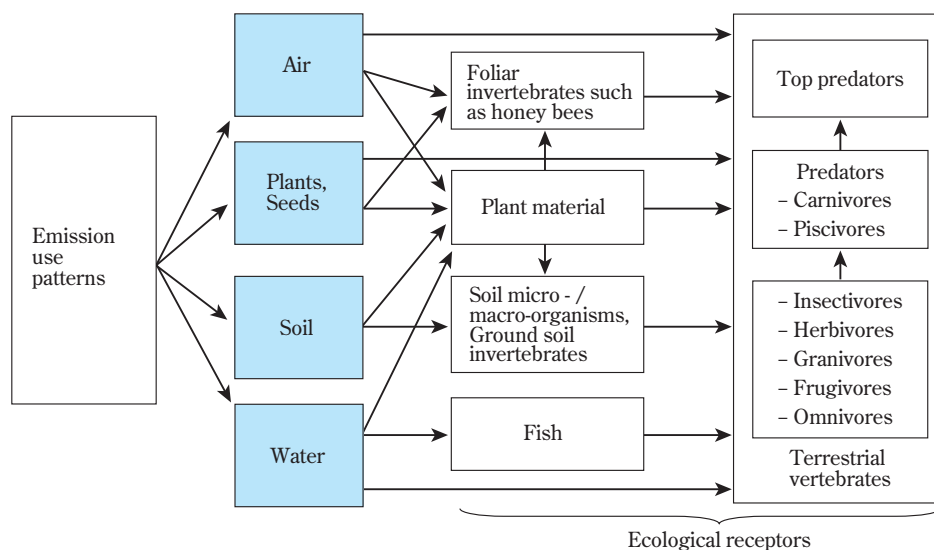 Emission
use
patterns
Air
Plants,
Seeds
Soil
Water
Foliar
invertebrates such
as honey bees
Plant material
Soil micro - /
macro-organisms,
Ground soil
invertebrates
Fish
Top predators
Predators
– Carnivores
– Piscivores
– Insectivores
– Herbivores
– Granivores
– Frugivores
– Omnivores
Terrestrial
vertebrates
Ecological receptors